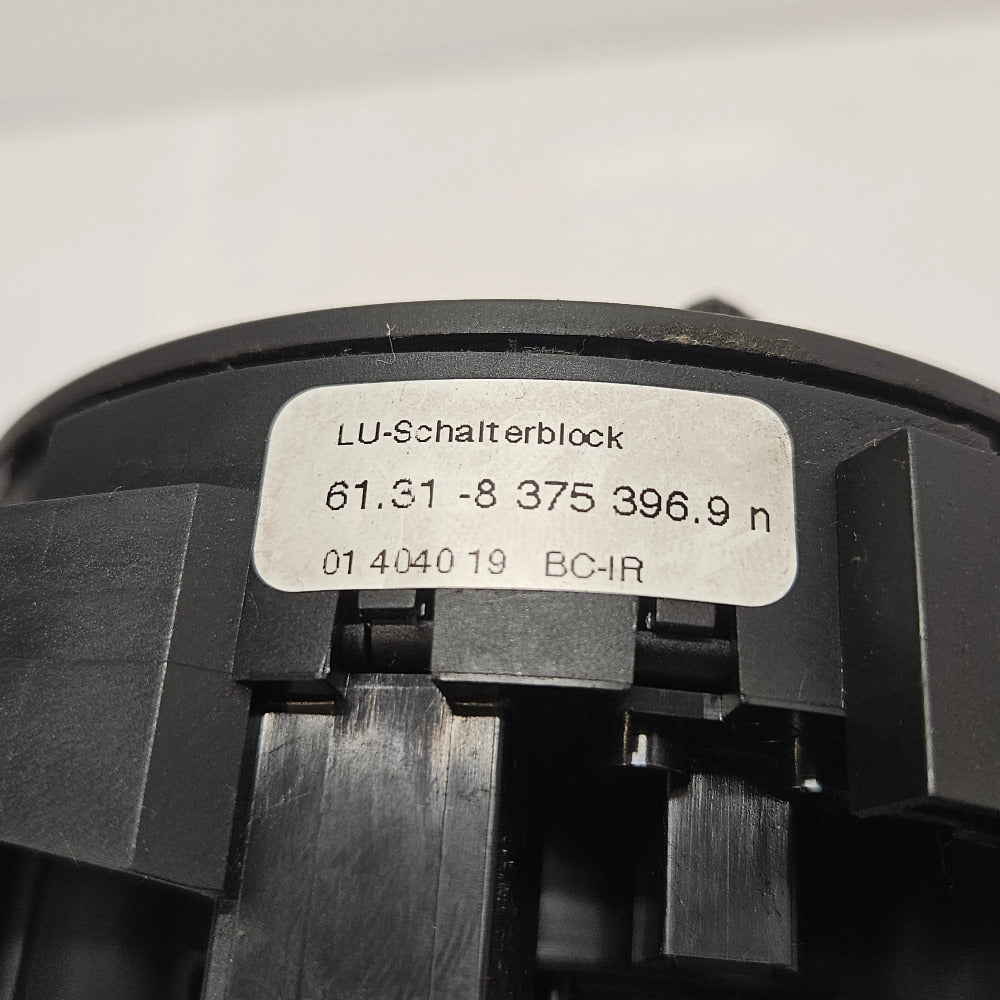 LU-Schalterblock
61.31 -8 375 396.9 n
01 4040 19 BC-IR